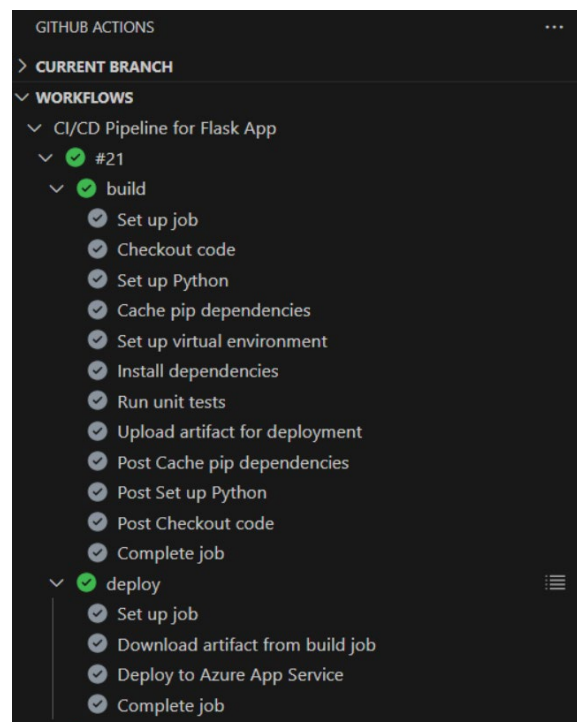 GITHUB ACTIONS
CURRENT BRANCH
WORKFLOWS
CI/CD Pipeline for Flask App
#21
build
Set up job
Checkout code
Set up Python
Cache pip dependencies
Set up virtual environment
Install dependencies
Run unit tests
Upload artifact for deployment
Post Cache pip dependencies
Post Set up Python
Post Checkout code
Complete job
deploy
Set up job
Download artifact from build job
Deploy to Azure App Service
Complete job